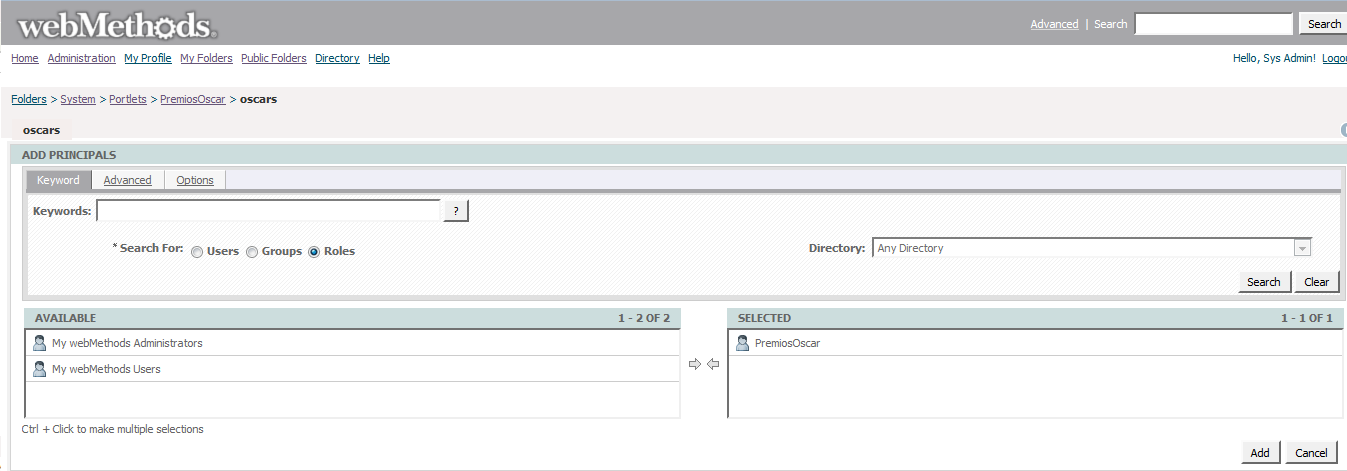 webMethods. Advanced | Search Search
Home Administration My Profile My Folders Public Folders Directory Help Hello, Sys Admin! Logou
Folders > System > Portlets > PremiosOscar > oscars
oscars
ADD PRINCIPALS
Keyword Advanced Options
Keywords: ?
* Search For: Users Groups Roles Directory: Any Directory
Search Clear
AVAILABLE 1 - 2 OF 2 SELECTED 1 - 1 OF 1
My webMethods Administrators PremiosOscar
My webMethods Users
Ctrl + Click to make multiple selections
Add Cancel